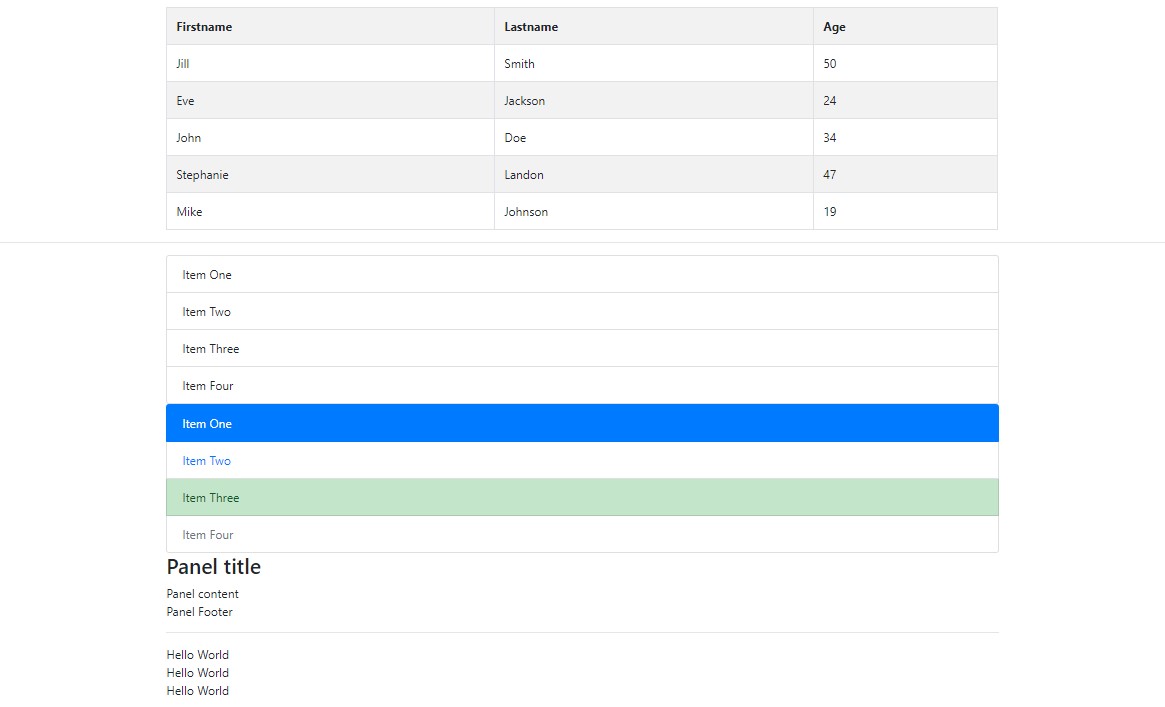 Firstname Lastname Age
Jill Smith 50
Eve Jackson 24
John Doe 34
Stephanie Landon 47
Mike Johnson 19
Item One
Item Two
Item Three
Item Four
Item One
Item Two
Item Three
Item Four
Panel title
Panel content
Panel Footer
Hello World
Hello World
Hello World